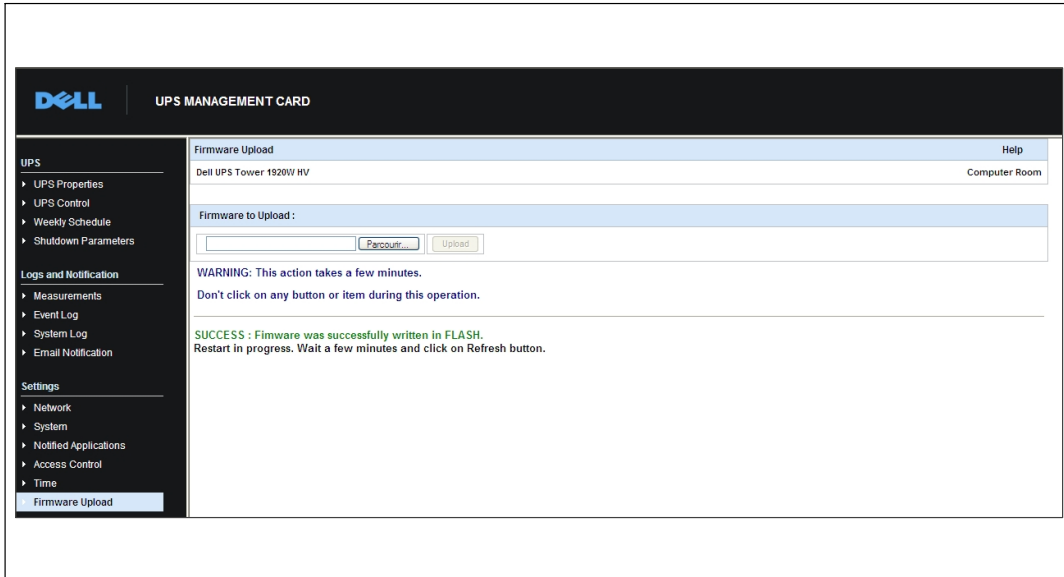 DELL
UPS MANAGEMENT CARD
UPS
UPS Properties
UPS Control
Weekly Schedule
Shutdown Parameters
Logs and Notification
Measurements
Event Log
System Log
Email Notification
Settings
Network
System
Notified Applications
Access Control
Time
Firmware Upload
Firmware Upload Help
Dell UPS Tower 1920W HV Computer Room
Firmware to Upload :
Parcourir... Upload
WARNING: This action takes a few minutes.
Don't click on any button or item during this operation.
SUCCESS : Fimware was successfully written in FLASH.
Restart in progress. Wait a few minutes and click on Refresh button.